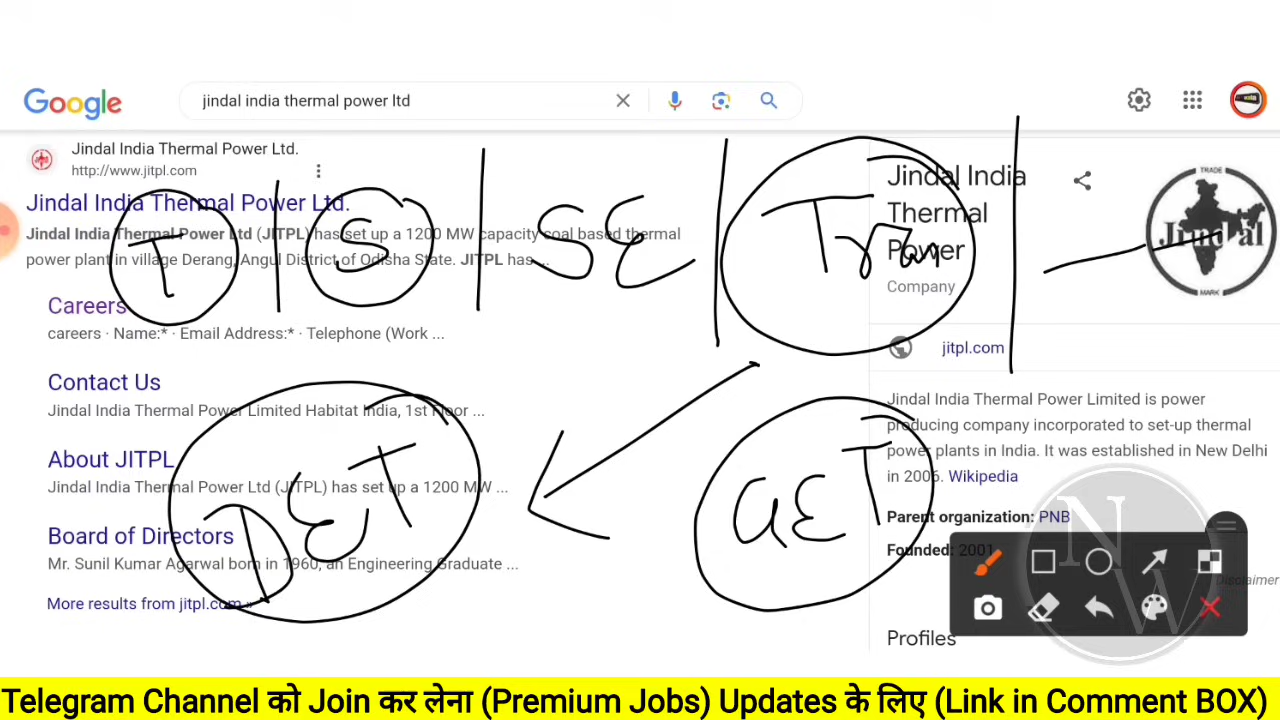 Google
jindal india thermal power ltd
Jindal India Thermal Power Ltd.
http://www.jitpl.com
Jindal India Thermal Power Ltd.
Jindal India Thermal Power Ltd (JITPL) has set up a 1200 MW capacity coal based thermal
power plant in village Derang, Angul District of Odisha State. JITPL has ...
Careers
careers · Name:* · Email Address:* · Telephone (Work ...
Contact Us
Jindal India Thermal Power Limited Habitat India, 1st Floor ...
About JITPL
Jindal India Thermal Power Ltd (JITPL) has set up a 1200 MW ...
Board of Directors
Mr. Sunil Kumar Agarwal born in 1960, an Engineering Graduate ...
More results from jitpl.com »
T | S | SE | Tran |
DET
GET
Jindal India
Thermal
Power
Company
TRADE
Jindal
MARK
jitpl.com
Jindal India Thermal Power Limited is power
producing company incorporated to set-up thermal
power plants in India. It was established in New Delhi
in 2006. Wikipedia
Parent organization: PNB
Founded: 2001
Disclaimer
N
W
Profiles
Telegram Channel को Join कर लेना (Premium Jobs) Updates के लिए (Link in Comment BOX)